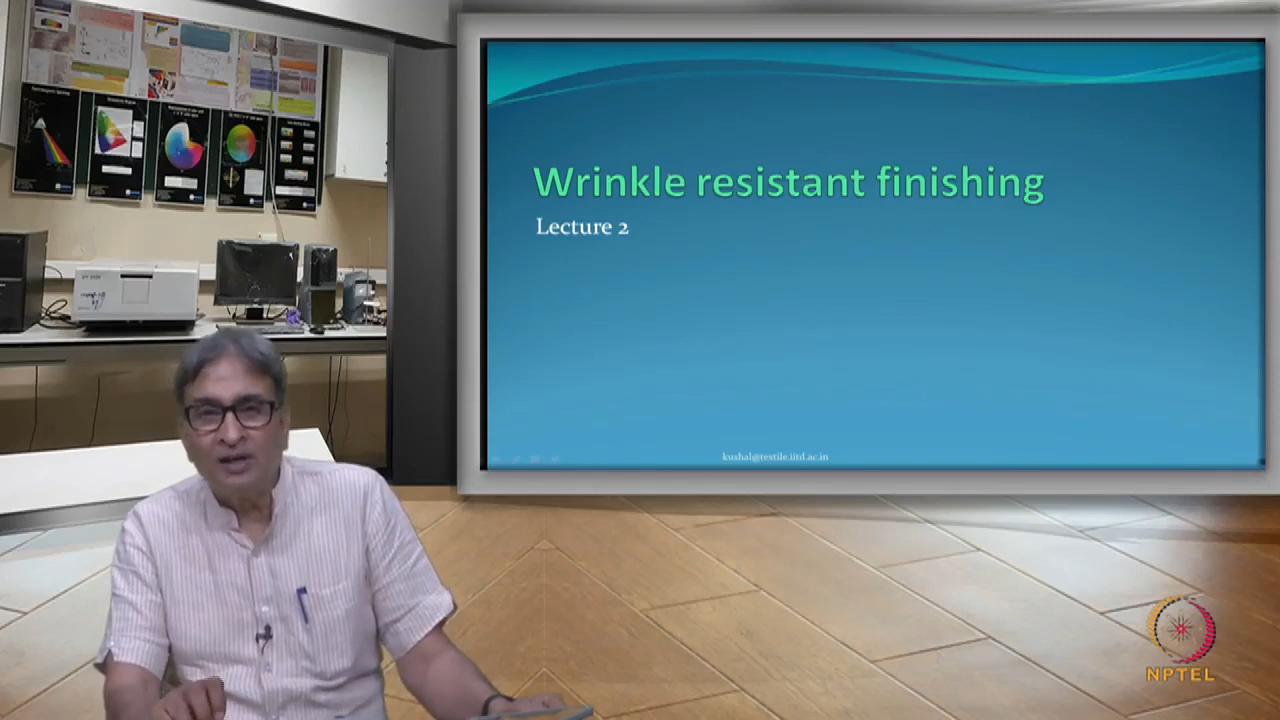 Wrinkle resistant finishing
Lecture 2
kushal@textile.iitd.ac.in
NPTEL